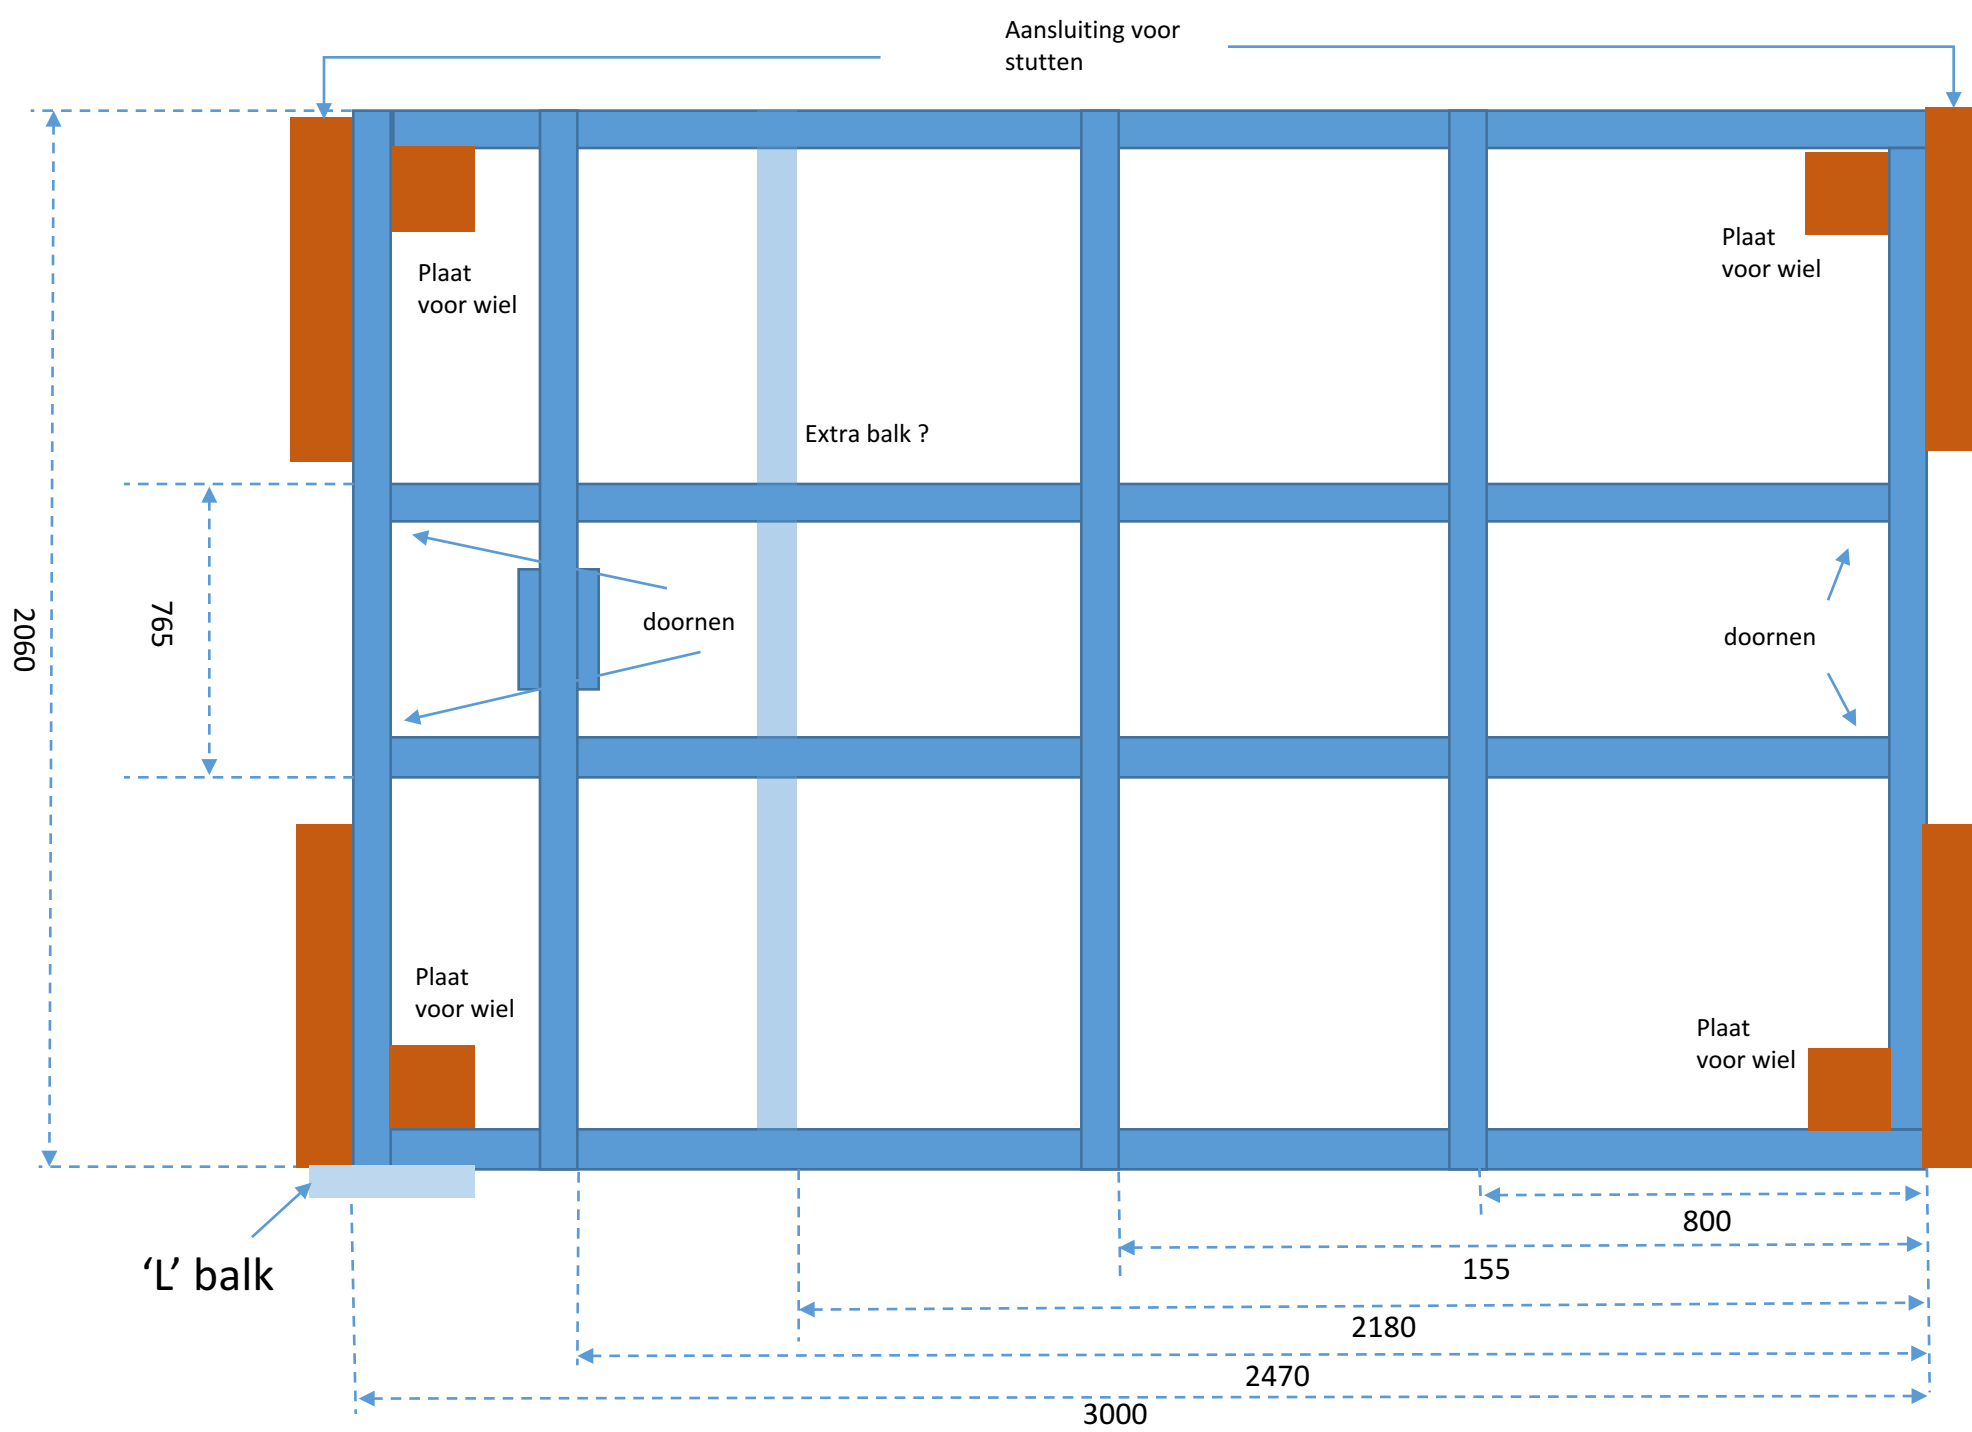 Aansluiting voor
stutten
Plaat
voor wiel
Plaat
voor wiel
Extra balk ?
doornen
doornen
2060
765
Plaat
voor wiel
Plaat
voor wiel
'L' balk
800
155
2180
2470
3000